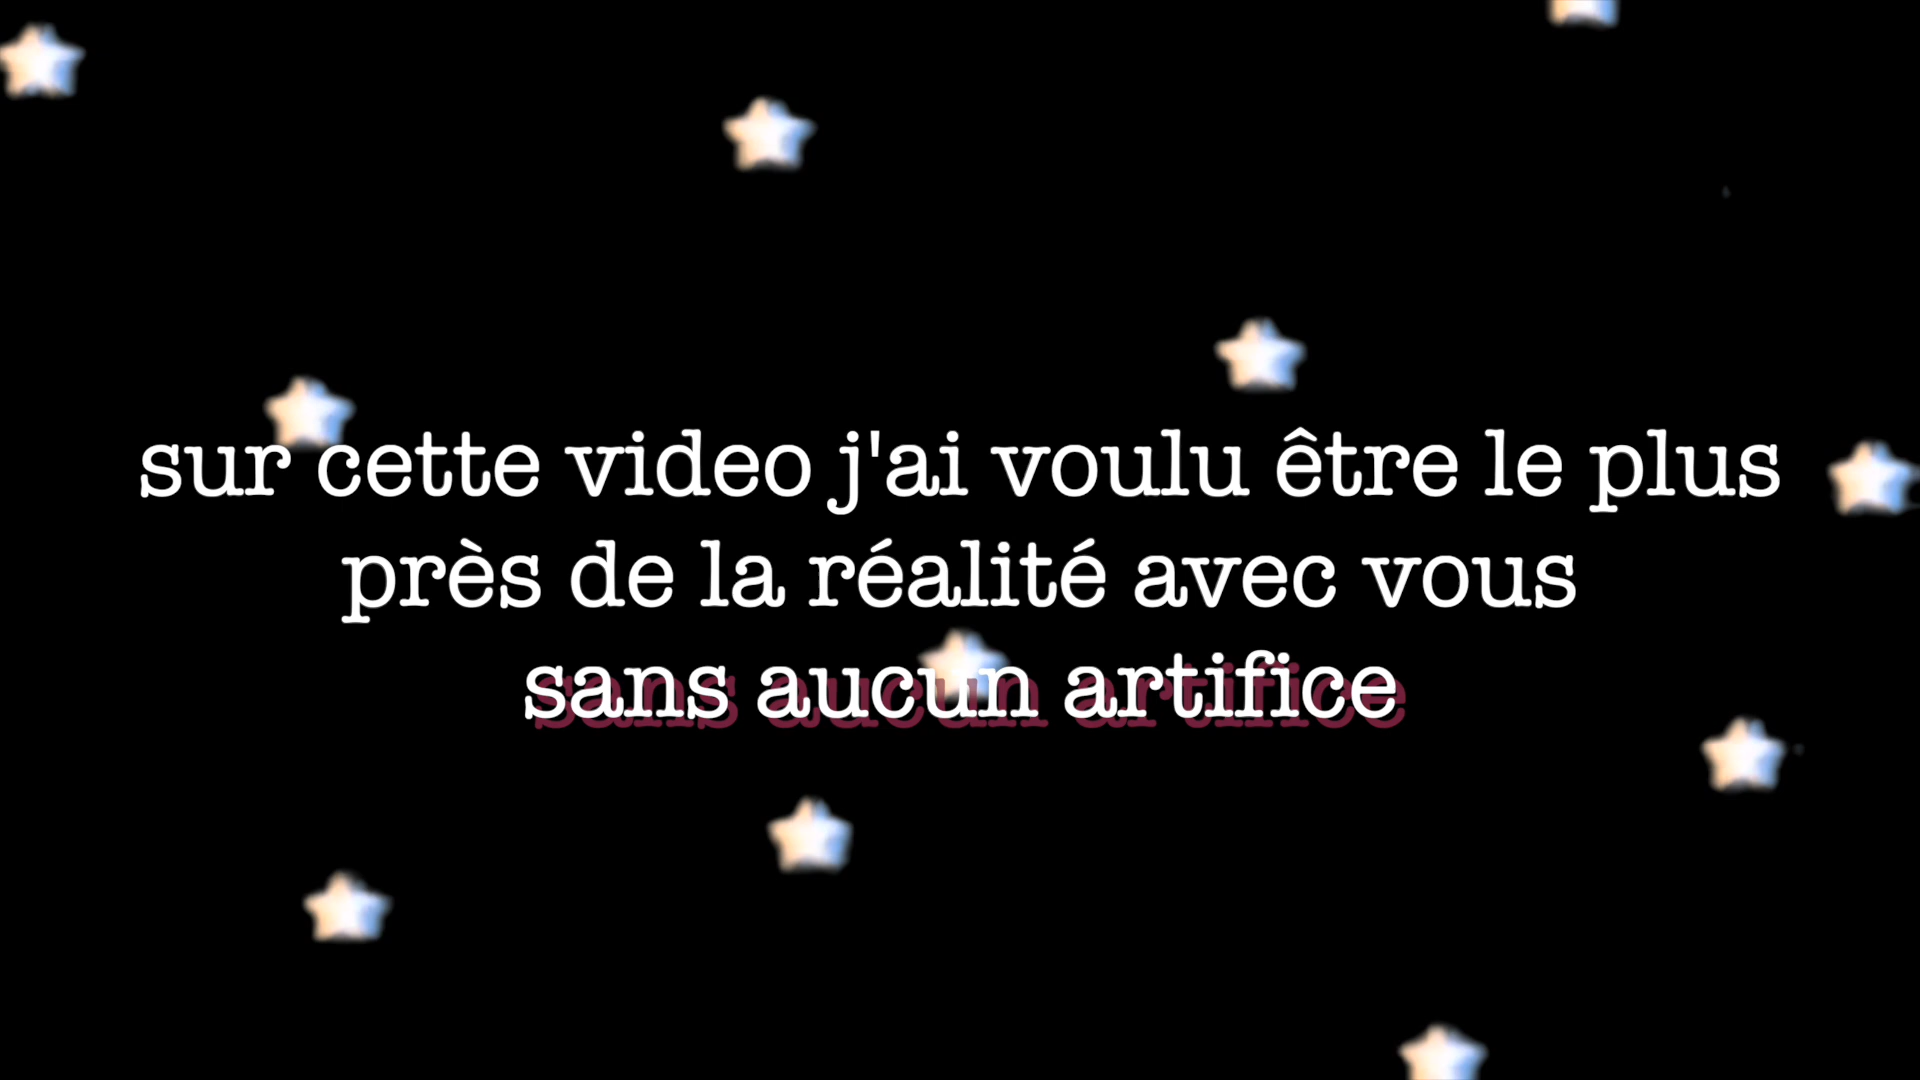 sur cette video j'ai voulu être le plus
près de la réalité avec vous
sans aucun artifice